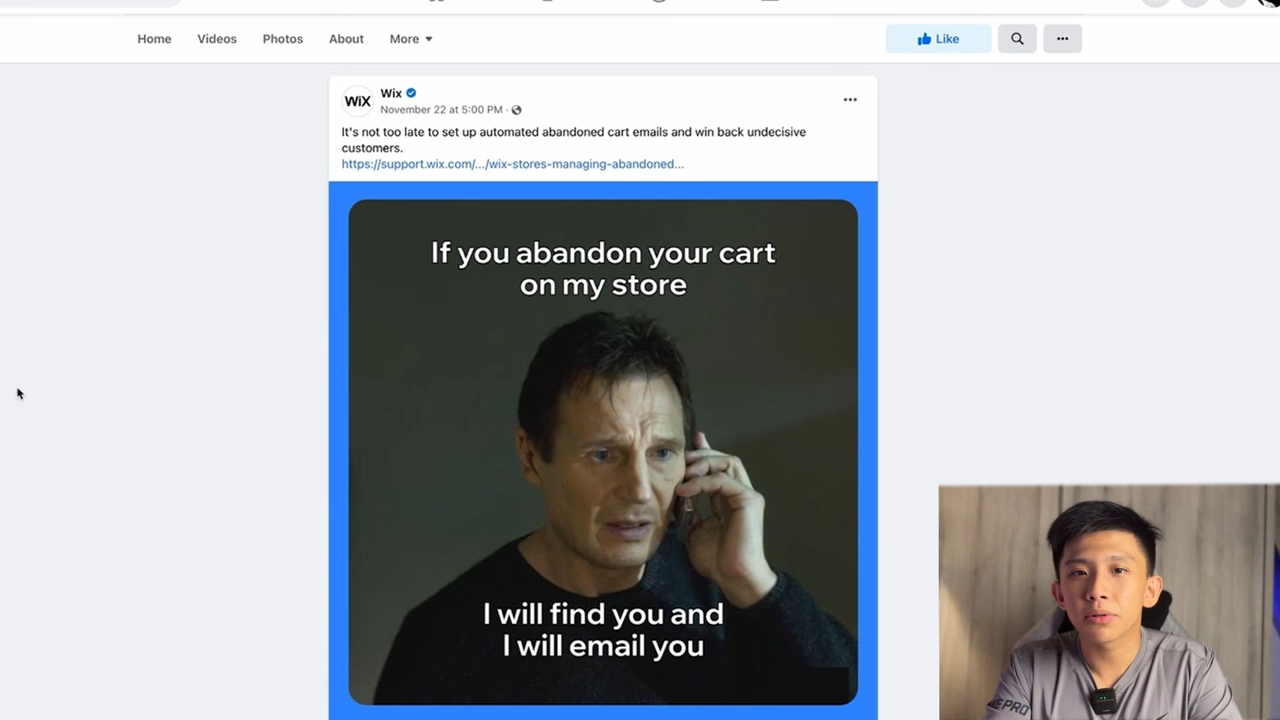 Home Videos Photos About More
Like
WiX
Wix
November 22 at 5:00 PM ·
It's not too late to set up automated abandoned cart emails and win back undecisive
customers.
https://support.wix.com/.../wix-stores-managing-abandoned...
If you abandon your cart
on my store
I will find you and
I will email you
PRO